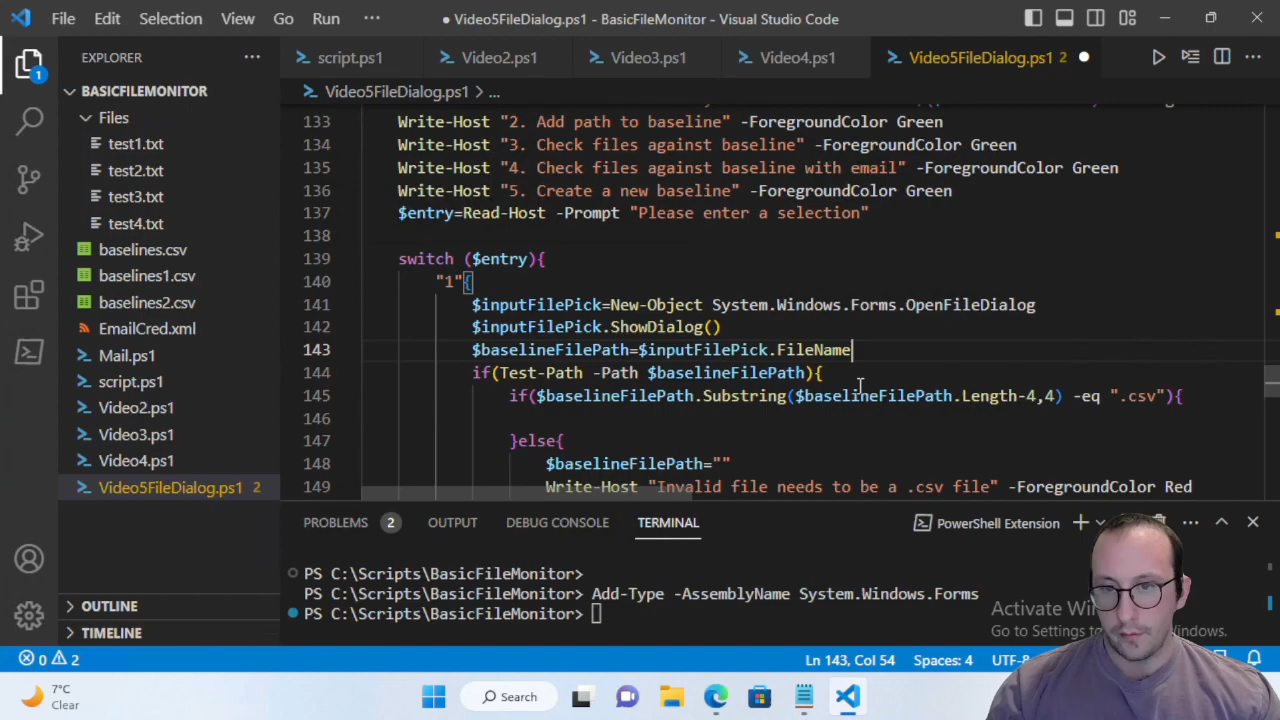 File Edit Selection View Go Run ··· ● Video5FileDialog.ps1 - BasicFileMonitor - Visual Studio Code
EXPLORER ···
script.ps1 Video2.ps1 Video3.ps1 Video4.ps1 Video5FileDialog.ps1 2 ●
BASICFILEMONITOR
Video5FileDialog.ps1 > ...
Files
test1.txt
test2.txt
test3.txt
test4.txt
baselines.csv
baselines1.csv
baselines2.csv
EmailCred.xml
Mail.ps1
script.ps1
Video2.ps1
Video3.ps1
Video4.ps1
Video5FileDialog.ps1 2
OUTLINE
TIMELINE
1
133 Write-Host "2. Add path to baseline" -ForegroundColor Green
134 Write-Host "3. Check files against baseline" -ForegroundColor Green
135 Write-Host "4. Check files against baseline with email" -ForegroundColor Green
136 Write-Host "5. Create a new baseline" -ForegroundColor Green
137 $entry=Read-Host -Prompt "Please enter a selection"
138
139 switch ($entry){
140 "1"{
141 $inputFilePick=New-Object System.Windows.Forms.OpenFileDialog
142 $inputFilePick.ShowDialog()
143 $baselineFilePath=$inputFilePick.FileName
144 if(Test-Path -Path $baselineFilePath){
145 if($baselineFilePath.Substring($baselineFilePath.Length-4,4) -eq ".csv"){
146
147 }else{
148 $baselineFilePath=""
149 Write-Host "Invalid file needs to be a .csv file" -ForegroundColor Red
PROBLEMS 2 OUTPUT DEBUG CONSOLE TERMINAL PowerShell Extension
PS C:\Scripts\BasicFileMonitor>
PS C:\Scripts\BasicFileMonitor> Add-Type -AssemblyName System.Windows.Forms
PS C:\Scripts\BasicFileMonitor>
Activate Wi
Go to Settings to Windows.
0 2 Ln 143, Col 54 Spaces: 4 UTF-8
7°C
Clear
Search